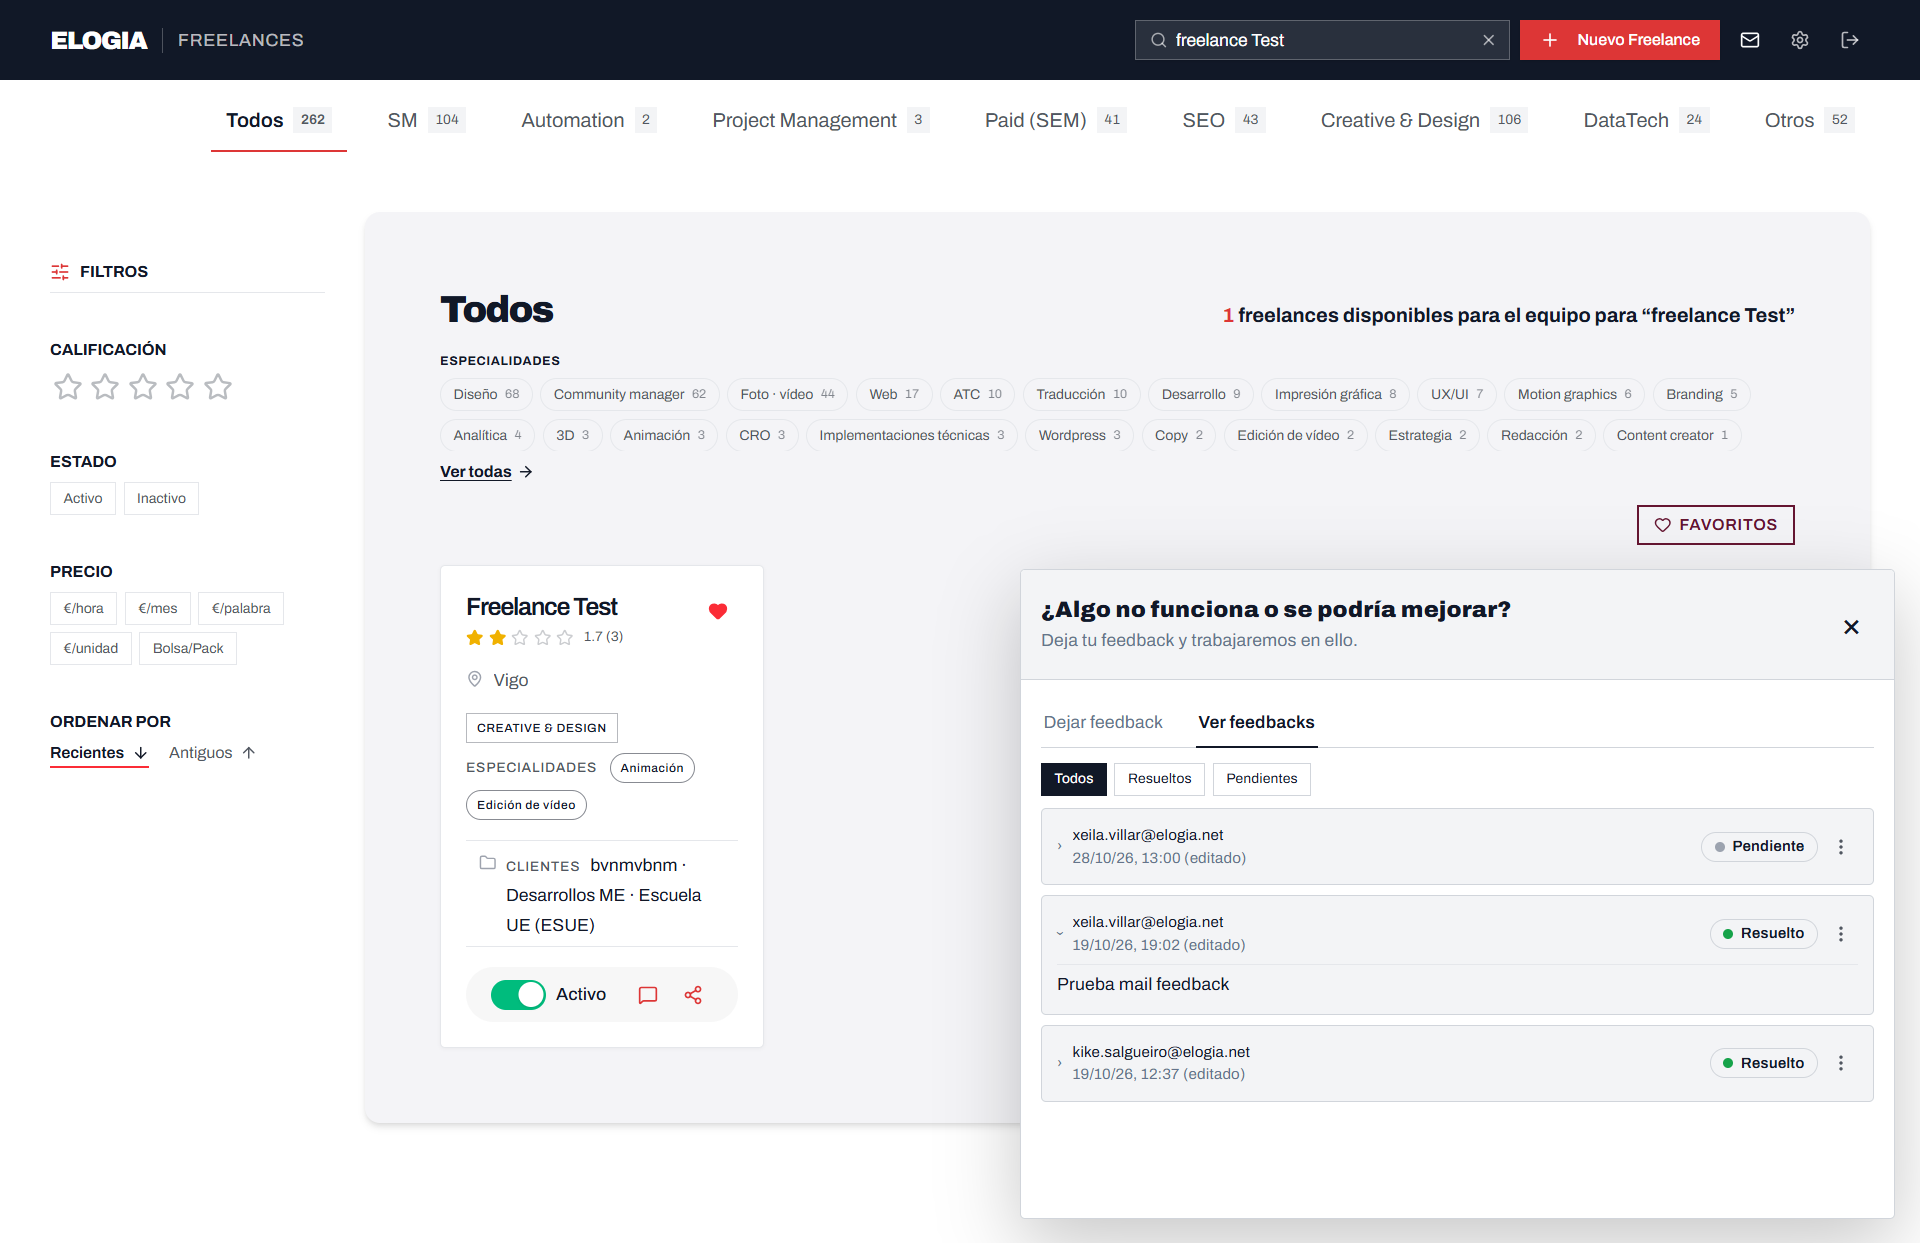 ELOGIA FREELANCES
freelance Test
Nuevo Freelance
Todos 262 SM 104 Automation 2 Project Management 3 Paid (SEM) 41 SEO 43 Creative & Design 106 DataTech 24 Otros 52
FILTROS
CALIFICACIÓN
ESTADO
Activo Inactivo
PRECIO
€/hora €/mes €/palabra
€/unidad Bolsa/Pack
ORDENAR POR
Recientes Antiguos
Todos
1 freelances disponibles para el equipo para “freelance Test”
ESPECIALIDADES
Diseño 68 Community manager 62 Foto · vídeo 44 Web 17 ATC 10 Traducción 10 Desarrollo 9 Impresión gráfica 8 UX/UI 7 Motion graphics 6 Branding 5
Analítica 4 3D 3 Animación 3 CRO 3 Implementaciones técnicas 3 Wordpress 3 Copy 2 Edición de vídeo 2 Estrategia 2 Redacción 2 Content creator 1
Ver todas
FAVORITOS
Freelance Test
1.7 (3)
Vigo
CREATIVE & DESIGN
ESPECIALIDADES Animación
Edición de vídeo
CLIENTES bvnmvbnm ·
Desarrollos ME · Escuela
UE (ESUE)
Activo
¿Algo no funciona o se podría mejorar?
Deja tu feedback y trabajaremos en ello.
Dejar feedback Ver feedbacks
Todos Resueltos Pendientes
xeila.villar@elogia.net
28/10/26, 13:00 (editado)
Pendiente
xeila.villar@elogia.net
19/10/26, 19:02 (editado)
Resuelto
Prueba mail feedback
kike.salgueiro@elogia.net
19/10/26, 12:37 (editado)
Resuelto